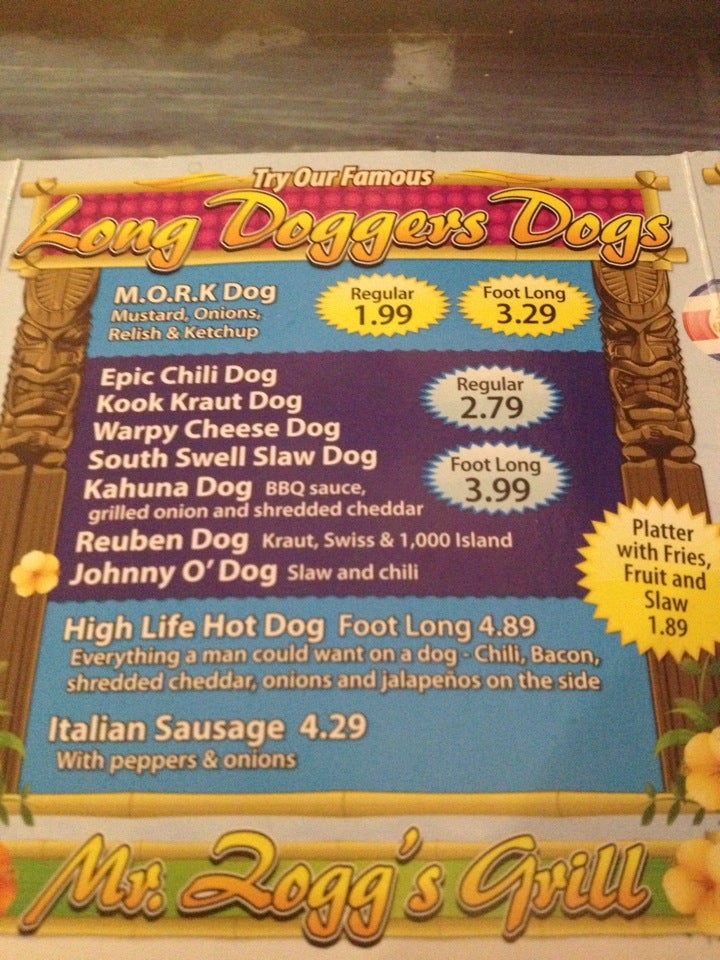 Try Our Famous
Long Doggers Dogs
M.O.R.K Dog
Mustard, Onions,
Relish & Ketchup
Regular
1.99
Foot Long
3.29
Epic Chili Dog
Kook Kraut Dog
Warpy Cheese Dog
South Swell Slaw Dog
Kahuna Dog BBQ sauce,
grilled onion and shredded cheddar
Reuben Dog Kraut, Swiss & 1,000 Island
Johnny O' Dog Slaw and chili
Regular
2.79
Foot Long
3.99
Platter
with Fries,
Fruit and
Slaw
1.89
High Life Hot Dog Foot Long 4.89
Everything a man could want on a dog - Chili, Bacon,
shredded cheddar, onions and jalapeños on the side
Italian Sausage 4.29
With peppers & onions
Mr. Zogg's Grill